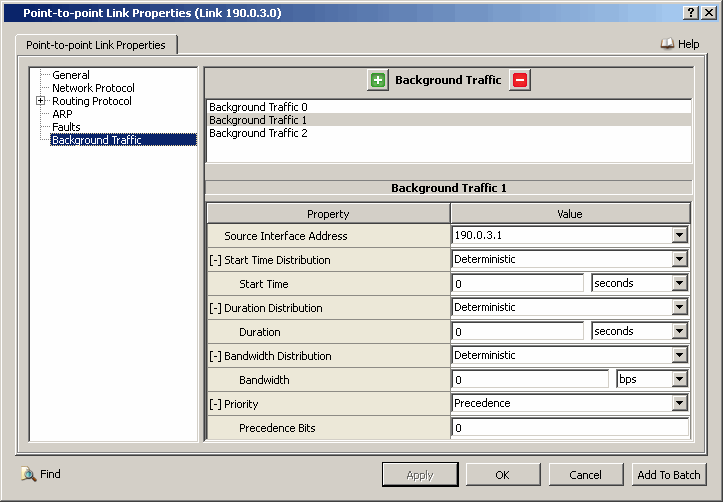 Point-to-point Link Properties (Link 190.0.3.0)
Point-to-point Link Properties
Help
General
Network Protocol
Routing Protocol
ARP
Faults
Background Traffic
Background Traffic
Background Traffic 0
Background Traffic 1
Background Traffic 2
Background Traffic 1
Property Value
Source Interface Address 190.0.3.1
[-] Start Time Distribution Deterministic
Start Time 0 seconds
[-] Duration Distribution Deterministic
Duration 0 seconds
[-] Bandwidth Distribution Deterministic
Bandwidth 0 bps
[-] Priority Precedence
Precedence Bits 0
Find Apply OK Cancel Add To Batch